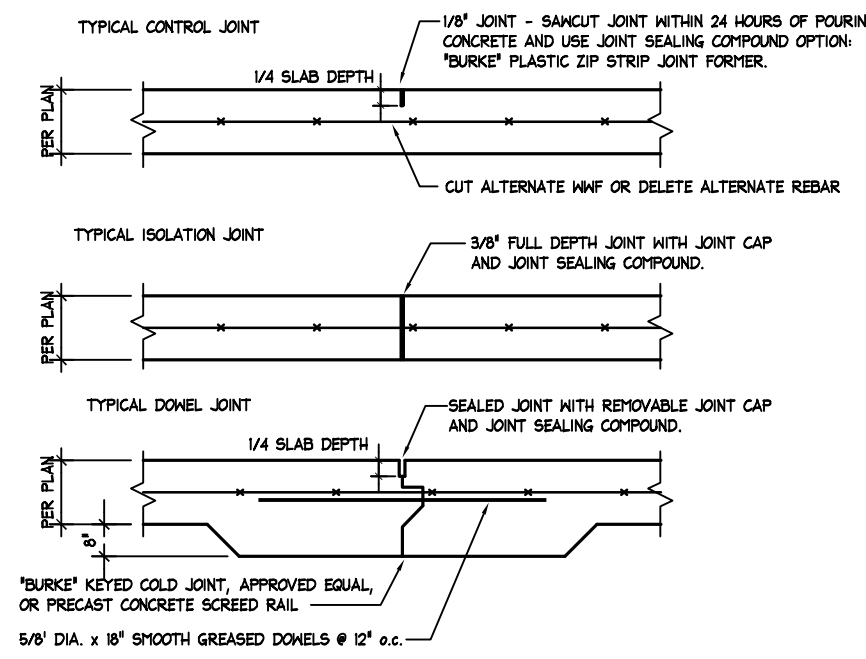 TYPICAL CONTROL JOINT
1/8" JOINT - SAWCUT JOINT WITHIN 24 HOURS OF POURIN
CONCRETE AND USE JOINT SEALING COMPOUND OPTION:
"BURKE" PLASTIC ZIP STRIP JOINT FORMER.
1/4 SLAB DEPTH
PER PLAN
CUT ALTERNATE WWF OR DELETE ALTERNATE REBAR
TYPICAL ISOLATION JOINT
3/8" FULL DEPTH JOINT WITH JOINT CAP
AND JOINT SEALING COMPOUND.
PER PLAN
TYPICAL DOWEL JOINT
SEALED JOINT WITH REMOVABLE JOINT CAP
AND JOINT SEALING COMPOUND.
1/4 SLAB DEPTH
PER PLAN
8"
"BURKE" KEYED COLD JOINT, APPROVED EQUAL,
OR PRECAST CONCRETE SCREED RAIL
5/8' DIA. x 18" SMOOTH GREASED DOWELS @ 12" o.c.